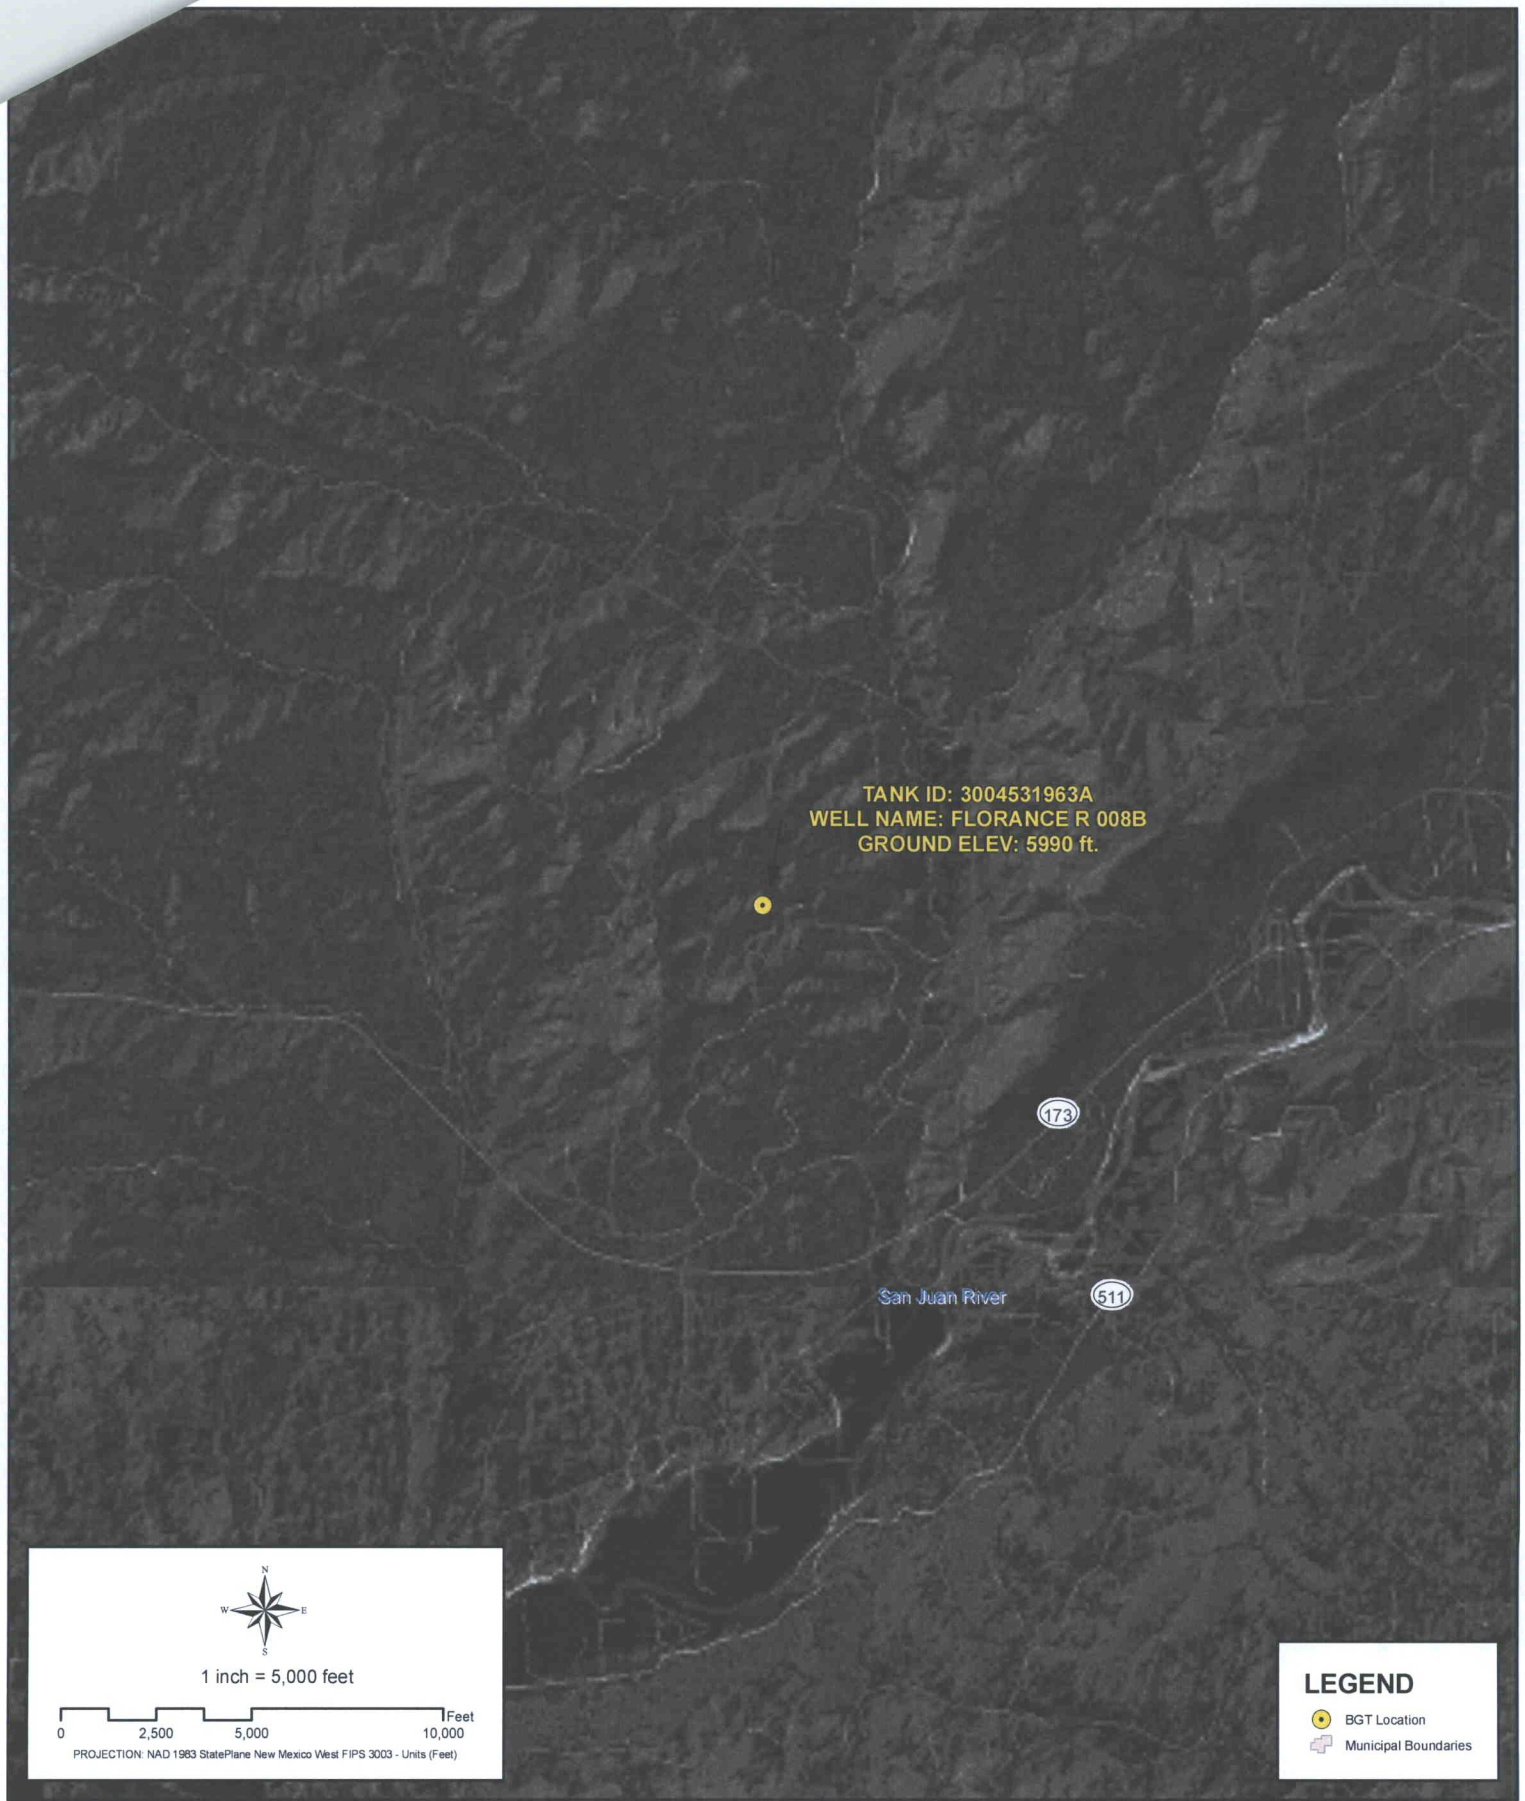 TANK ID: 3004531963A
WELL NAME: FLORANCE R 008B
GROUND ELEV: 5990 ft.
173
San Juan River
511
N
W E
S
1 inch = 5,000 feet
Feet
0 2,500 5,000 10,000
PROJECTION: NAD 1983 StatePlane New Mexico West FIPS 3003 - Units (Feet)
LEGEND
BGT Location
Municipal Boundaries